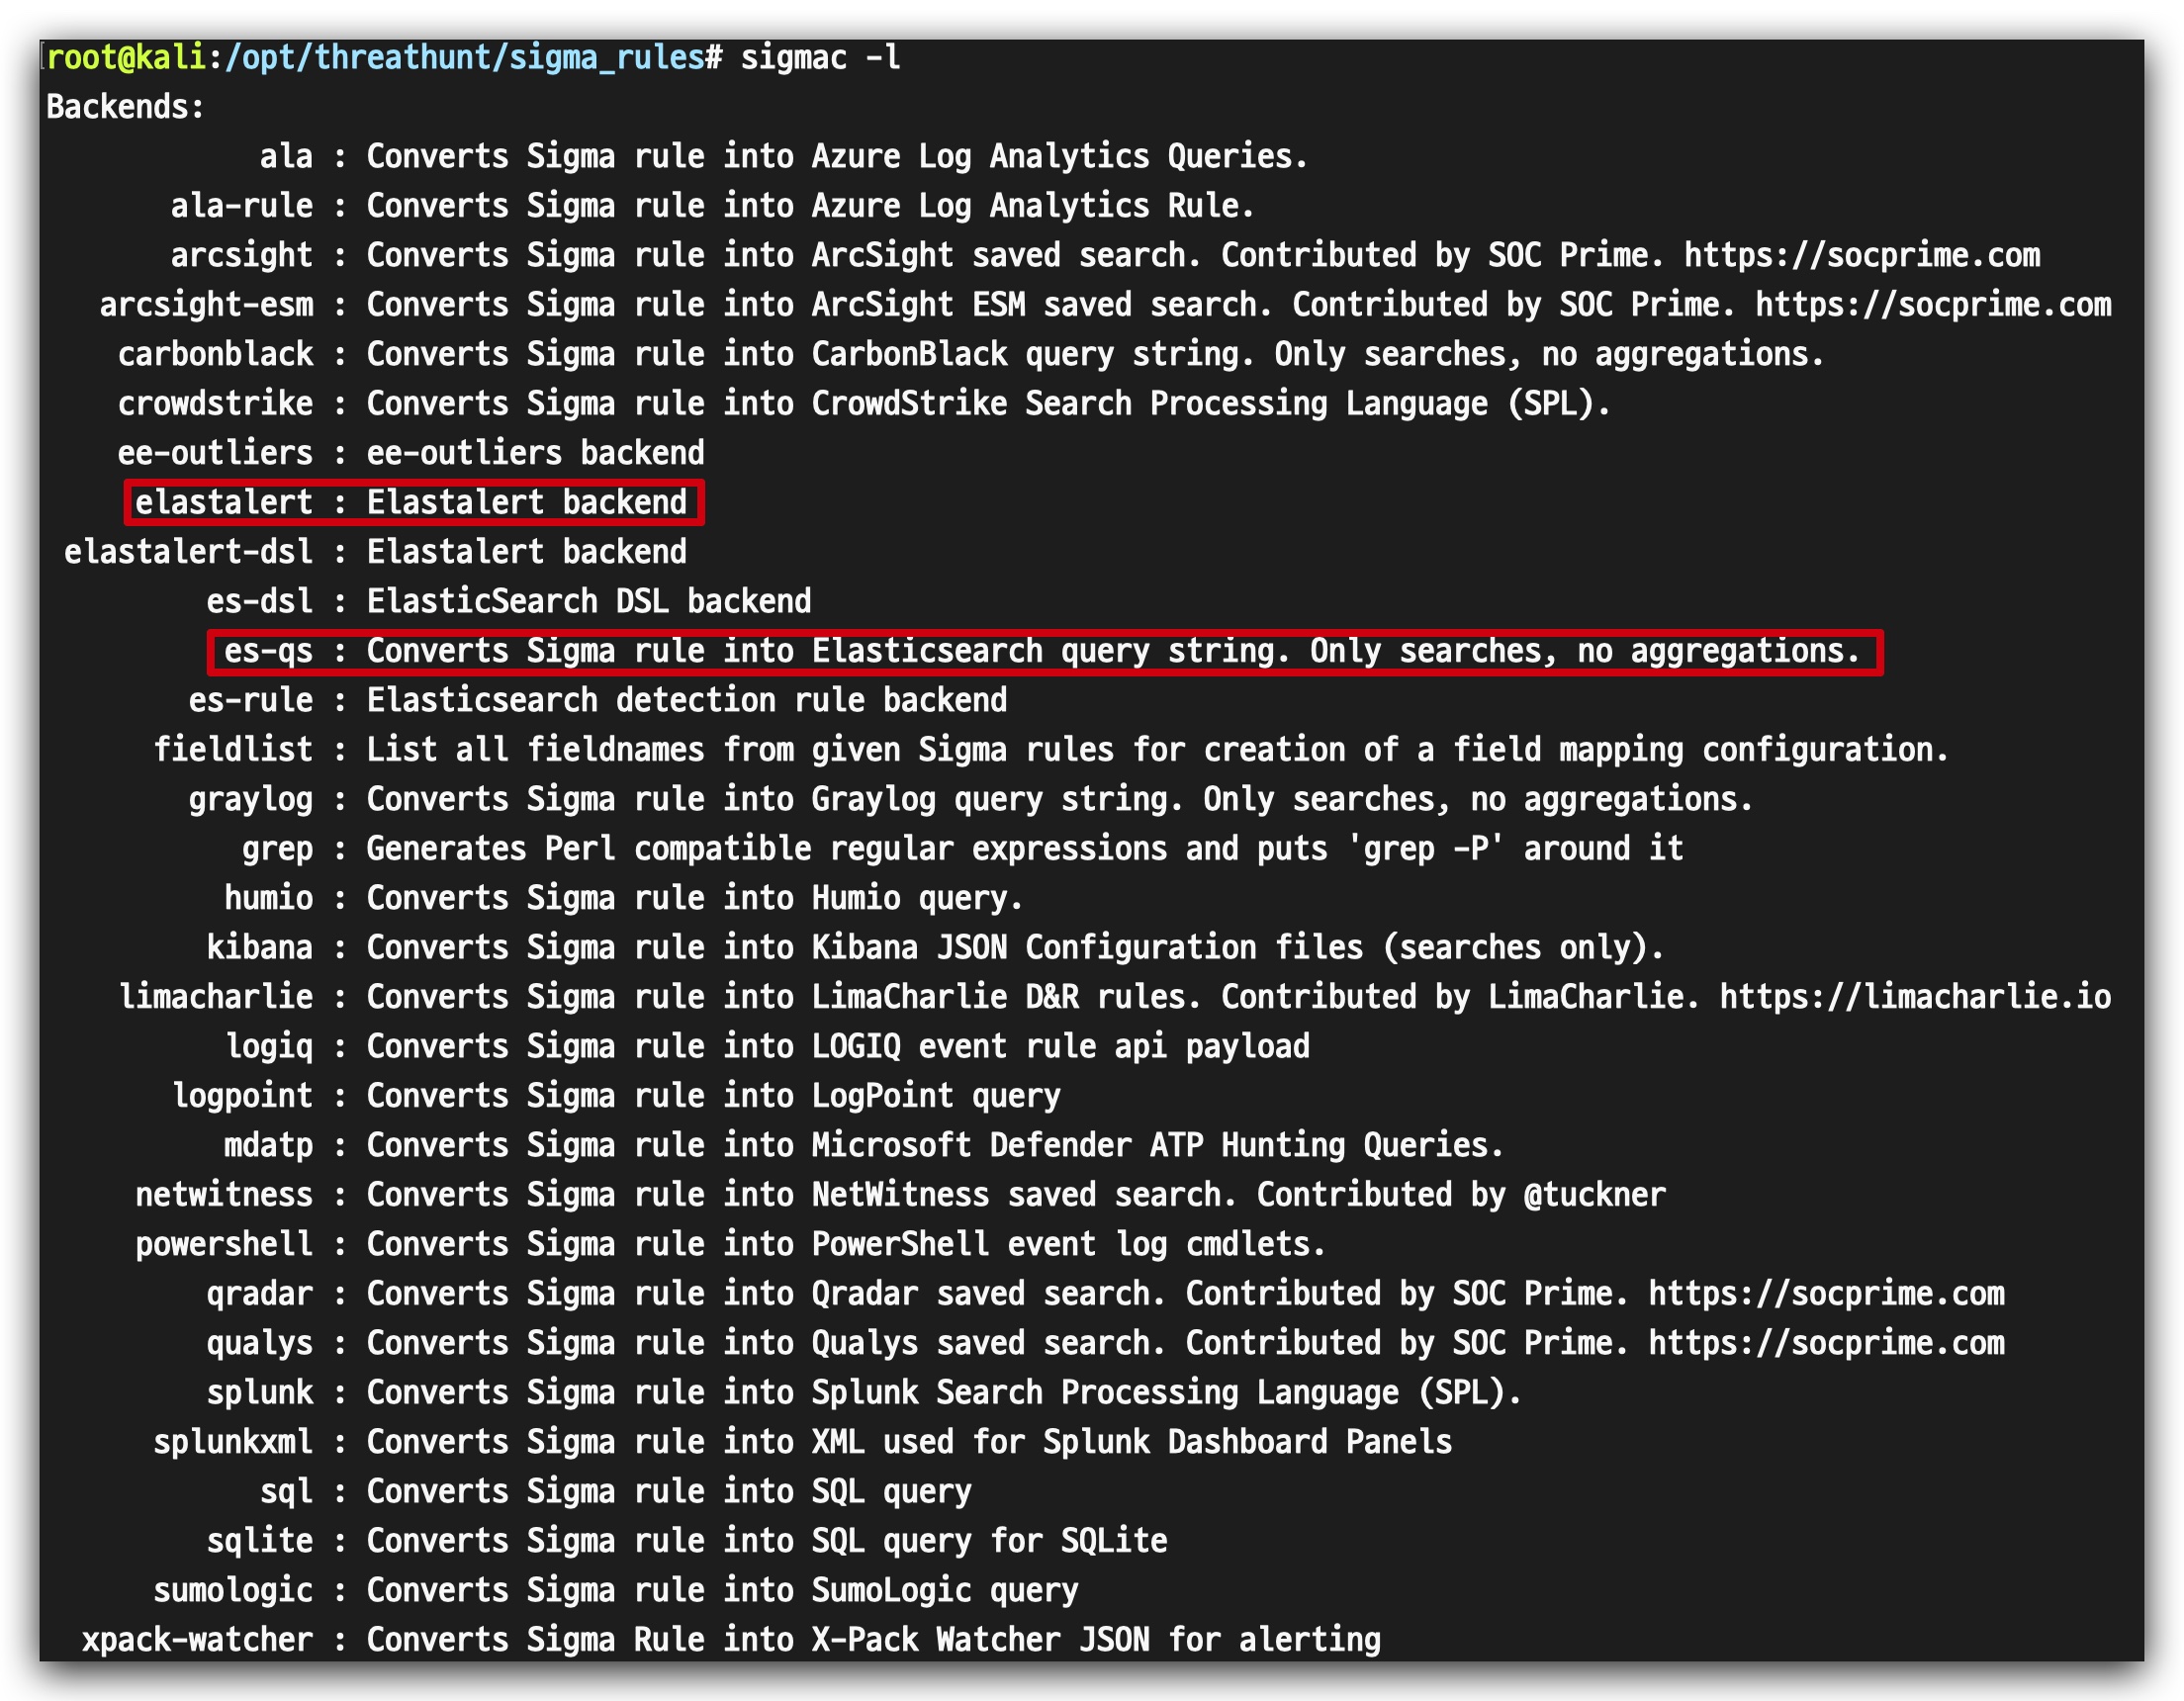 root@kali:/opt/threathunt/sigma_rules# sigmac -l
Backends:
ala : Converts Sigma rule into Azure Log Analytics Queries.
ala-rule : Converts Sigma rule into Azure Log Analytics Rule.
arcsight : Converts Sigma rule into ArcSight saved search. Contributed by SOC Prime. https://socprime.com
arcsight-esm : Converts Sigma rule into ArcSight ESM saved search. Contributed by SOC Prime. https://socprime.com
carbonblack : Converts Sigma rule into CarbonBlack query string. Only searches, no aggregations.
crowdstrike : Converts Sigma rule into CrowdStrike Search Processing Language (SPL).
ee-outliers : ee-outliers backend
elastalert : Elastalert backend
elastalert-dsl : Elastalert backend
es-dsl : ElasticSearch DSL backend
es-qs : Converts Sigma rule into Elasticsearch query string. Only searches, no aggregations.
es-rule : Elasticsearch detection rule backend
fieldlist : List all fieldnames from given Sigma rules for creation of a field mapping configuration.
graylog : Converts Sigma rule into Graylog query string. Only searches, no aggregations.
grep : Generates Perl compatible regular expressions and puts 'grep -P' around it
humio : Converts Sigma rule into Humio query.
kibana : Converts Sigma rule into Kibana JSON Configuration files (searches only).
limacharlie : Converts Sigma rule into LimaCharlie D&R rules. Contributed by LimaCharlie. https://limacharlie.io
logiq : Converts Sigma rule into LOGIQ event rule api payload
logpoint : Converts Sigma rule into LogPoint query
mdatp : Converts Sigma rule into Microsoft Defender ATP Hunting Queries.
netwitness : Converts Sigma rule into NetWitness saved search. Contributed by @tuckner
powershell : Converts Sigma rule into PowerShell event log cmdlets.
qradar : Converts Sigma rule into Qradar saved search. Contributed by SOC Prime. https://socprime.com
qualys : Converts Sigma rule into Qualys saved search. Contributed by SOC Prime. https://socprime.com
splunk : Converts Sigma rule into Splunk Search Processing Language (SPL).
splunkxml : Converts Sigma rule into XML used for Splunk Dashboard Panels
sql : Converts Sigma rule into SQL query
sqlite : Converts Sigma rule into SQL query for SQLite
sumologic : Converts Sigma rule into SumoLogic query
xpack-watcher : Converts Sigma Rule into X-Pack Watcher JSON for alerting